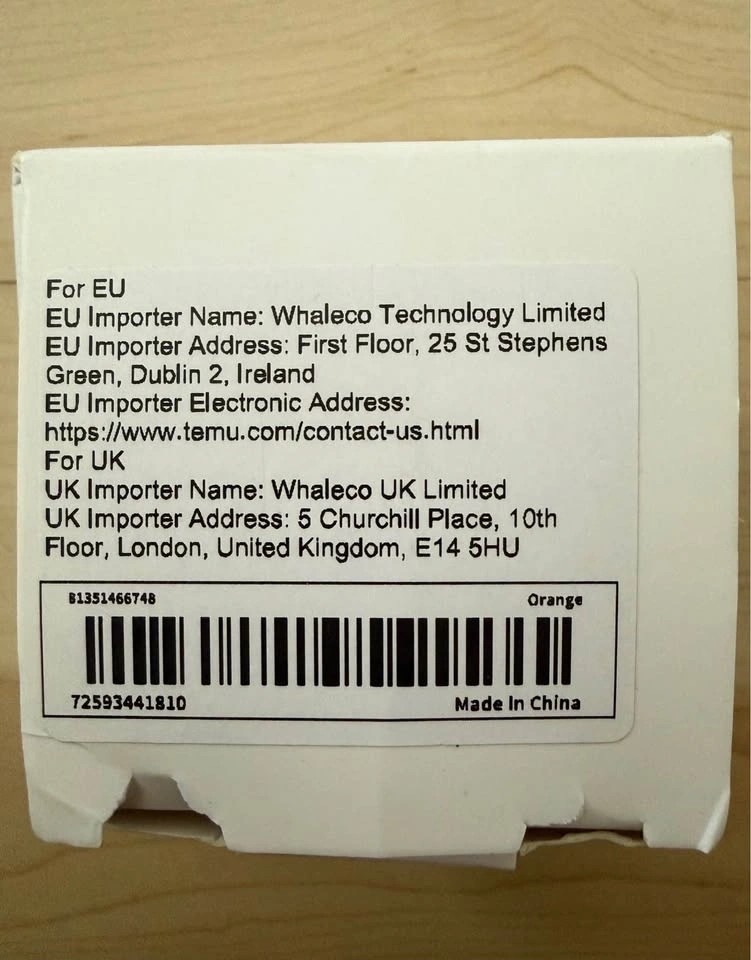 For EU
EU Importer Name: Whaleco Technology Limited
EU Importer Address: First Floor, 25 St Stephens
Green, Dublin 2, Ireland
EU Importer Electronic Address:
https://www.temu.com/contact-us.html
For UK
UK Importer Name: Whaleco UK Limited
UK Importer Address: 5 Churchill Place, 10th
Floor, London, United Kingdom, E14 5HU
B1351466748 Orange
72593441810 Made In China